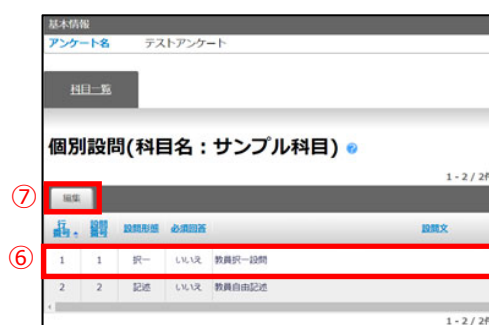 基本情報
アンケート名 テストアンケート
科目一覧
個別設問(科目名：サンプル科目)
1 - 2 / 2件
⑦ 編集
行番号 設問番号 設問形態 必須回答 設問文
⑥ 1 1 択一 いいえ 教員択一設問
2 2 記述 いいえ 教員自由記述
1 - 2 / 2件